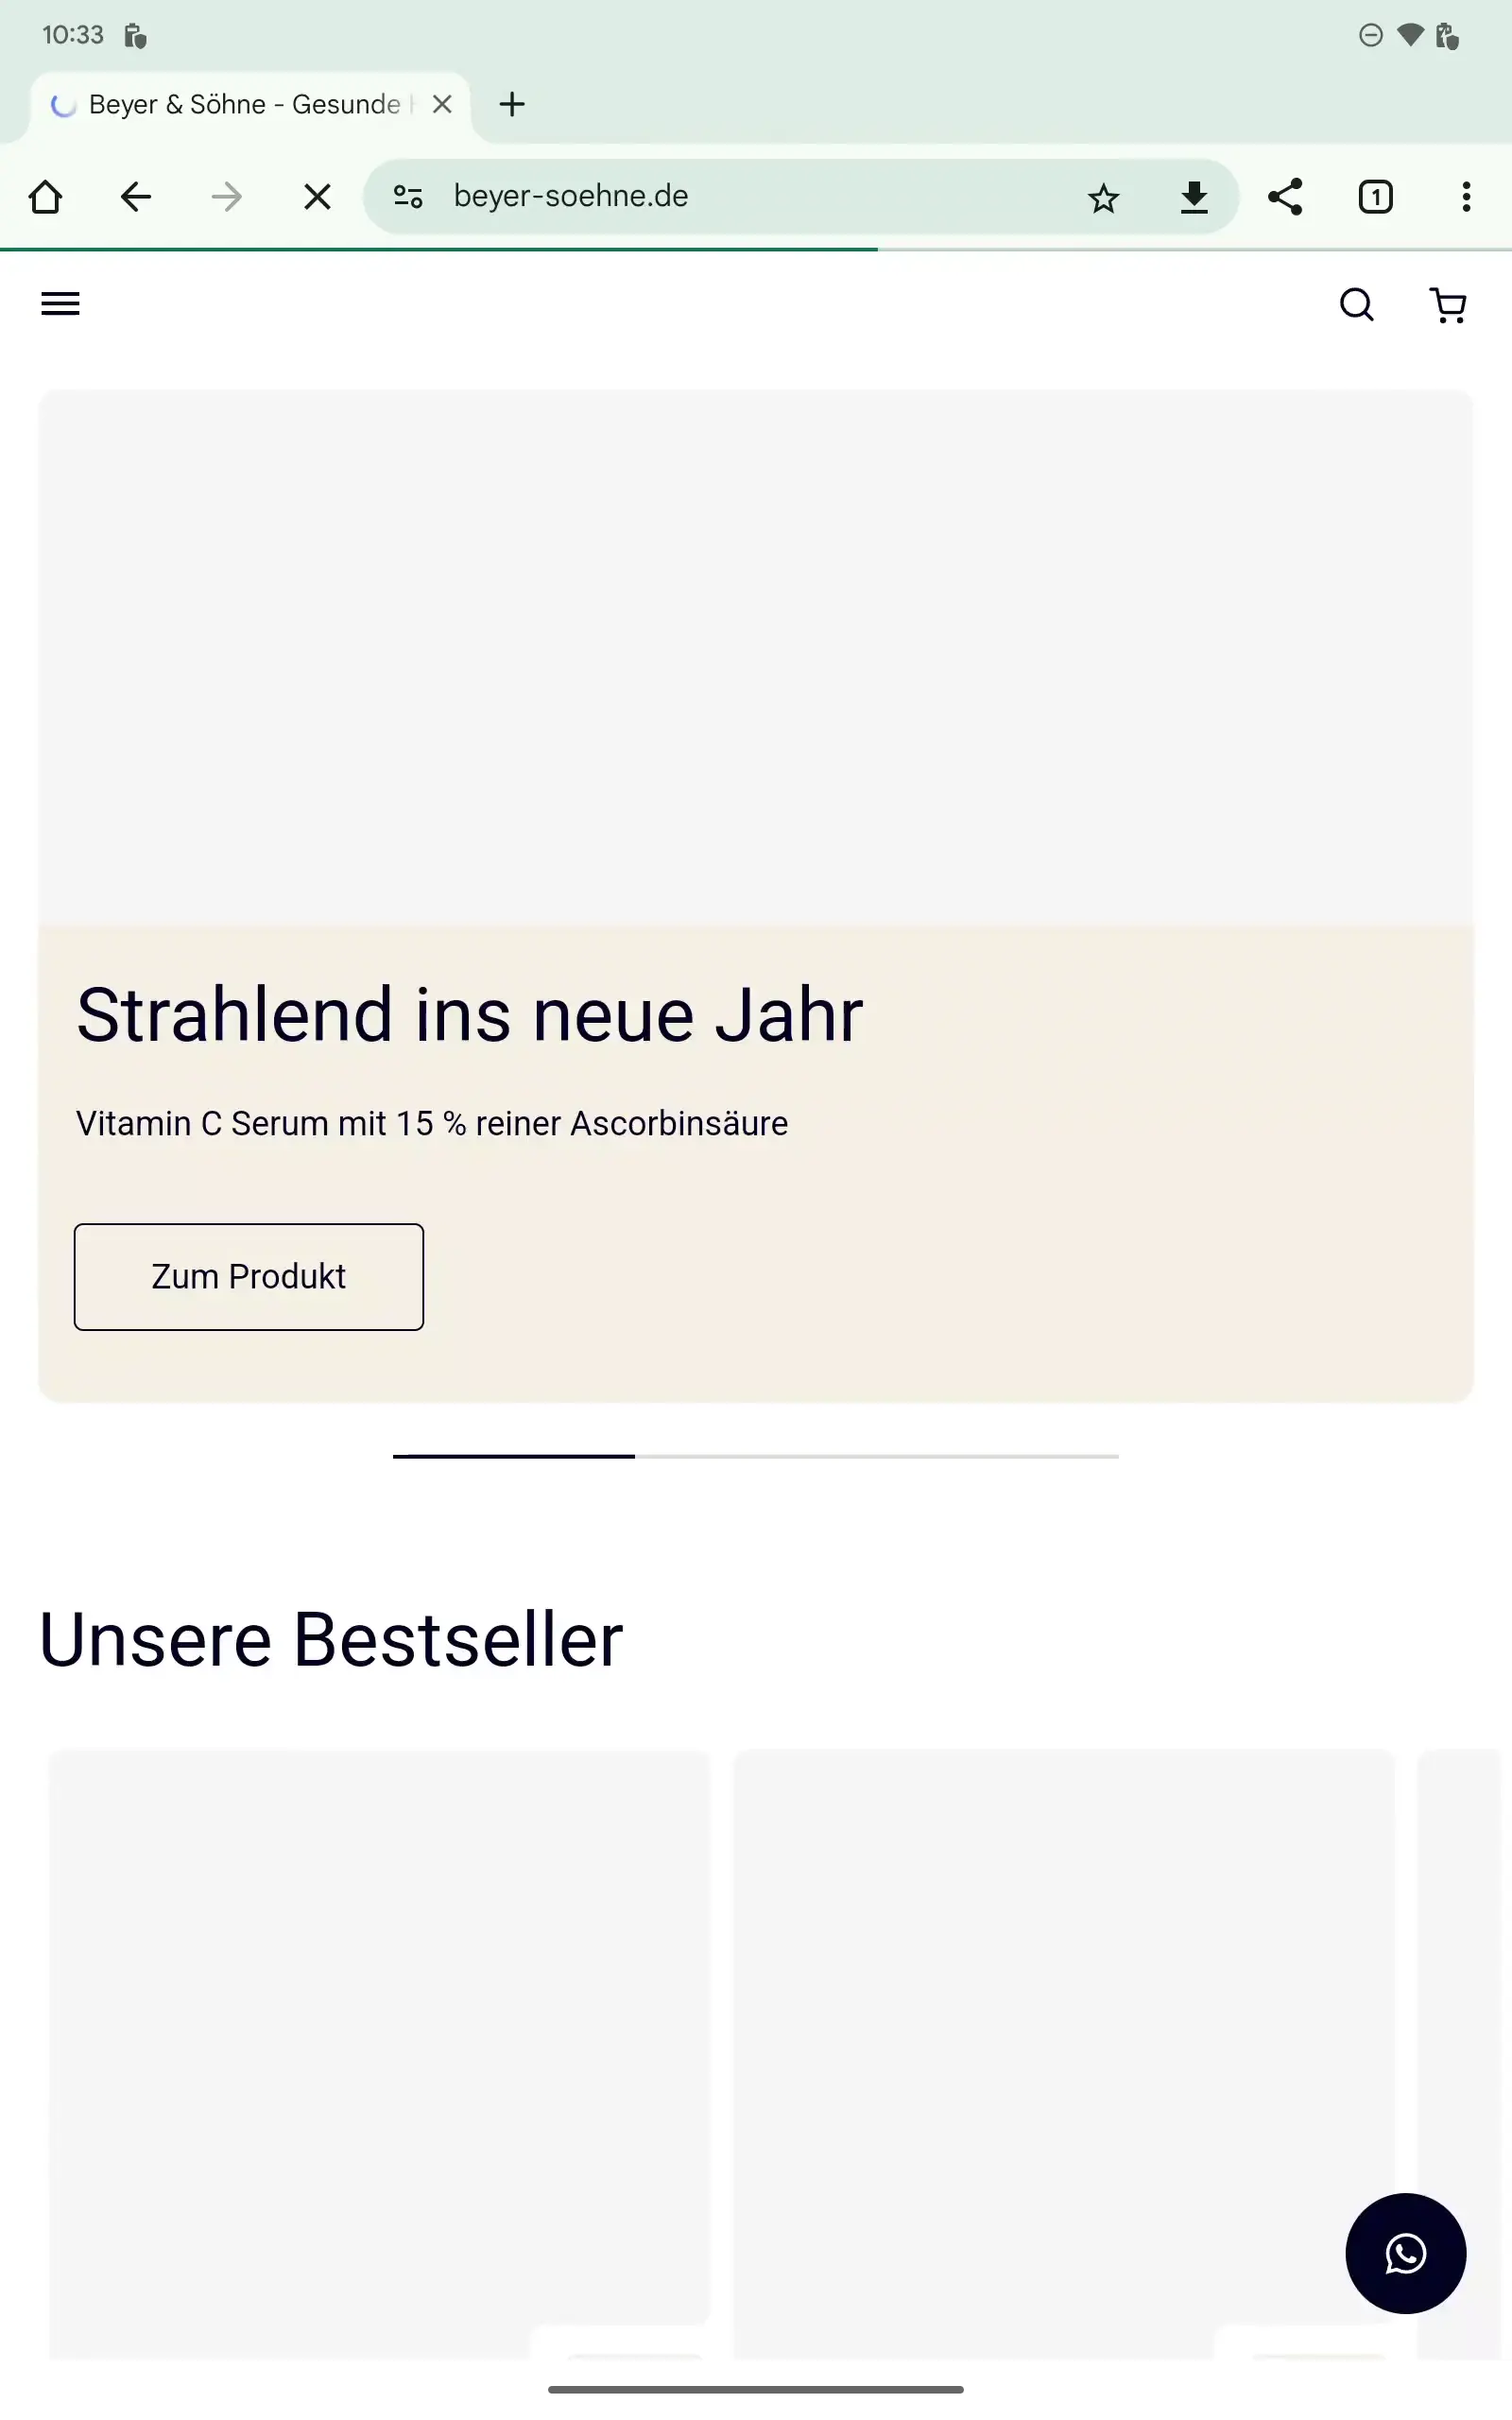 10:33
Beyer & Söhne - Gesunde
beyer-soehne.de
1
Strahlend ins neue Jahr
Vitamin C Serum mit 15 % reiner Ascorbinsäure
Zum Produkt
Unsere Bestseller